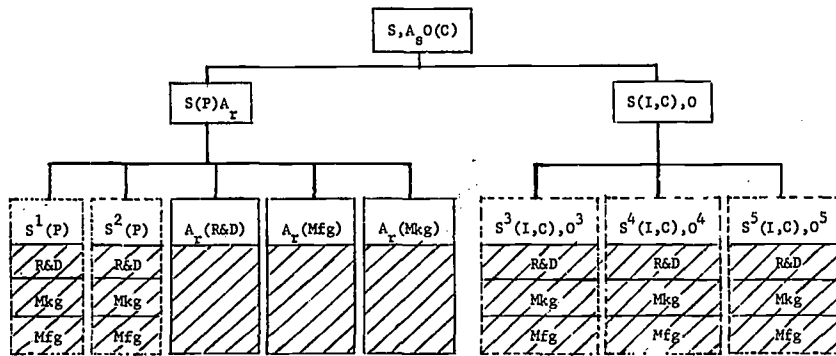 S,A_sO(C)
S(P)A_r
S(I,C),O
S^1(P)
S^2(P)
A_r(R&D)
A_r(Mfg)
A_r(Mkg)
S^3(I,C),O^3
S^4(I,C),O^4
S^5(I,C),O^5
R&D
R&D
R&D
R&D
R&D
Mkg
Mkg
Mkg
Mkg
Mkg
Mfg
Mfg
Mfg
Mfg
Mfg